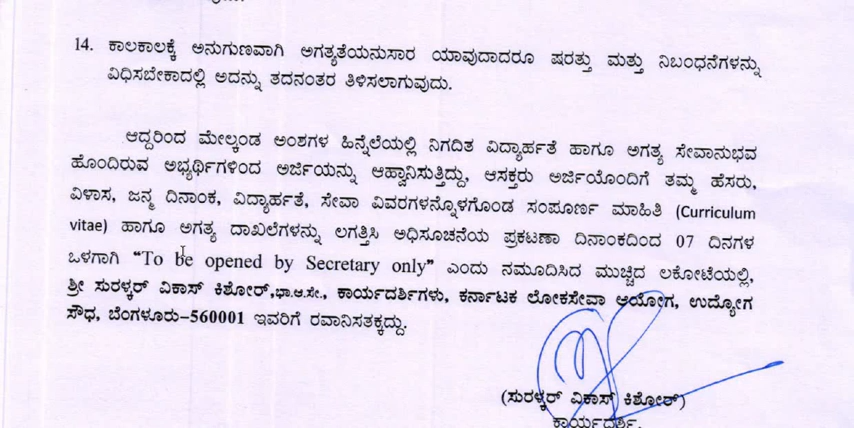 14. ಕಾಲಕಾಲಕ್ಕೆ ಅನುಗುಣವಾಗಿ ಅಗತ್ಯತೆಯನುಸಾರ ಯಾವುದಾದರೂ ಷರತ್ತು ಮತ್ತು ನಿಬಂಧನೆಗಳನ್ನು
ವಿಧಿಸಬೇಕಾದಲ್ಲಿ ಅದನ್ನು ತದನಂತರ ತಿಳಿಸಲಾಗುವುದು.
ಆದ್ದರಿಂದ ಮೇಲ್ಕಂಡ ಅಂಶಗಳ ಹಿನ್ನೆಲೆಯಲ್ಲಿ ನಿಗದಿತ ವಿದ್ಯಾರ್ಹತೆ ಹಾಗೂ ಅಗತ್ಯ ಸೇವಾನುಭವ
ಹೊಂದಿರುವ ಅಭ್ಯರ್ಥಿಗಳಿಂದ ಅರ್ಜಿಯನ್ನು ಆಹ್ವಾನಿಸುತ್ತಿದ್ದು, ಆಸಕ್ತರು ಅರ್ಜಿಯೊಂದಿಗೆ ತಮ್ಮ ಹೆಸರು,
ವಿಳಾಸ, ಜನ್ಮ ದಿನಾಂಕ, ವಿದ್ಯಾರ್ಹತೆ, ಸೇವಾ ವಿವರಗಳನ್ನೊಳಗೊಂಡ ಸಂಪೂರ್ಣ ಮಾಹಿತಿ (Curriculum
vitae) ಹಾಗೂ ಅಗತ್ಯ ದಾಖಲೆಗಳನ್ನು ಲಗತ್ತಿಸಿ ಅಧಿಸೂಚನೆಯ ಪ್ರಕಟಣಾ ದಿನಾಂಕದಿಂದ 07 ದಿನಗಳ
ಒಳಗಾಗಿ “To be opened by Secretary only” ಎಂದು ನಮೂದಿಸಿದ ಮುಚ್ಚಿದ ಲಕೋಟೆಯಲ್ಲಿ,
ಶ್ರೀ ಸುರಳ್ಕರ್ ವಿಕಾಸ್ ಕಿಶೋರ್,ಭಾ.ಆ.ಸೇ., ಕಾರ್ಯದರ್ಶಿಗಳು, ಕರ್ನಾಟಕ ಲೋಕಸೇವಾ ಆಯೋಗ, ಉದ್ಯೋಗ
ಸೌಧ, ಬೆಂಗಳೂರು–560001 ಇವರಿಗೆ ರವಾನಿಸತಕ್ಕದ್ದು.
(ಸುರಳ್ಕರ್ ವಿಕಾಸ್ ಕಿಶೋರ್)
ಕಾರ್ಯದರ್ಶಿ,